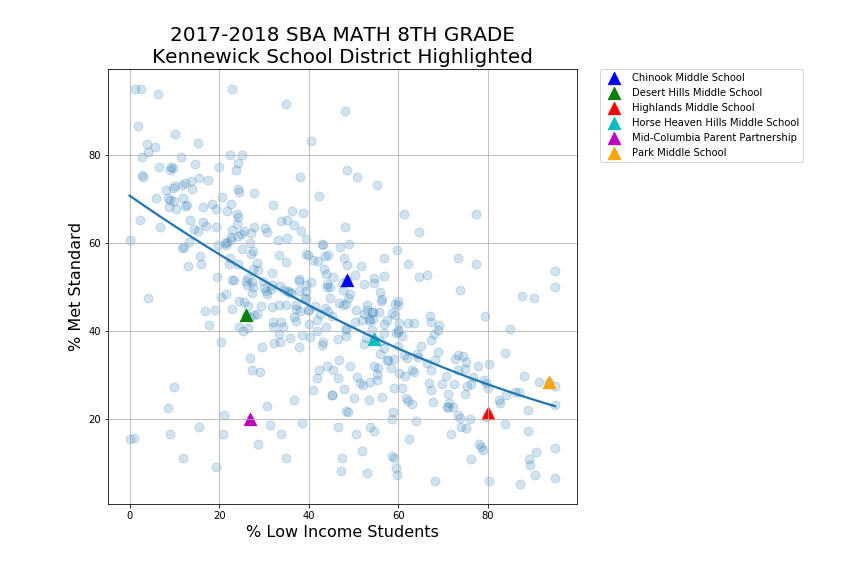 2017-2018 SBA MATH 8TH GRADE
Kennewick School District Highlighted
Chinook Middle School
Desert Hills Middle School
Highlands Middle School
Horse Heaven Hills Middle School
Mid-Columbia Parent Partnership
Park Middle School
% Met Standard
80
60
40
20
0 20 40 60 80
% Low Income Students